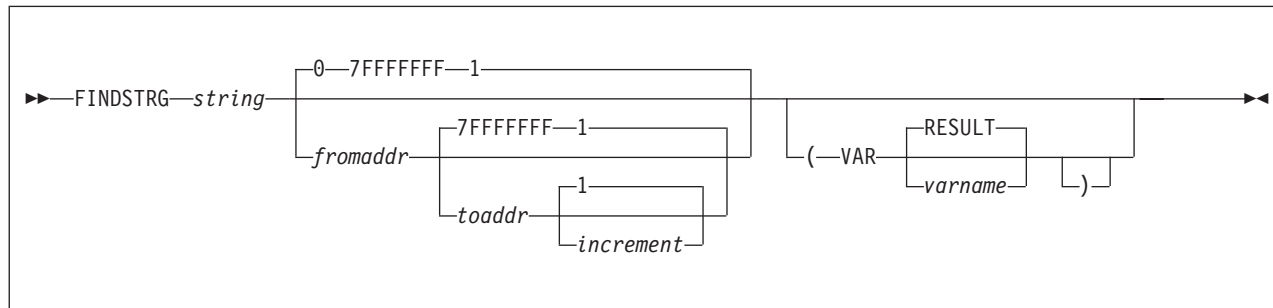 0 7FFFFFFF 1
►►—FINDSTRG—string
7FFFFFFF 1 RESULT
fromaddr ( VAR
1 varname )
toaddr
increment